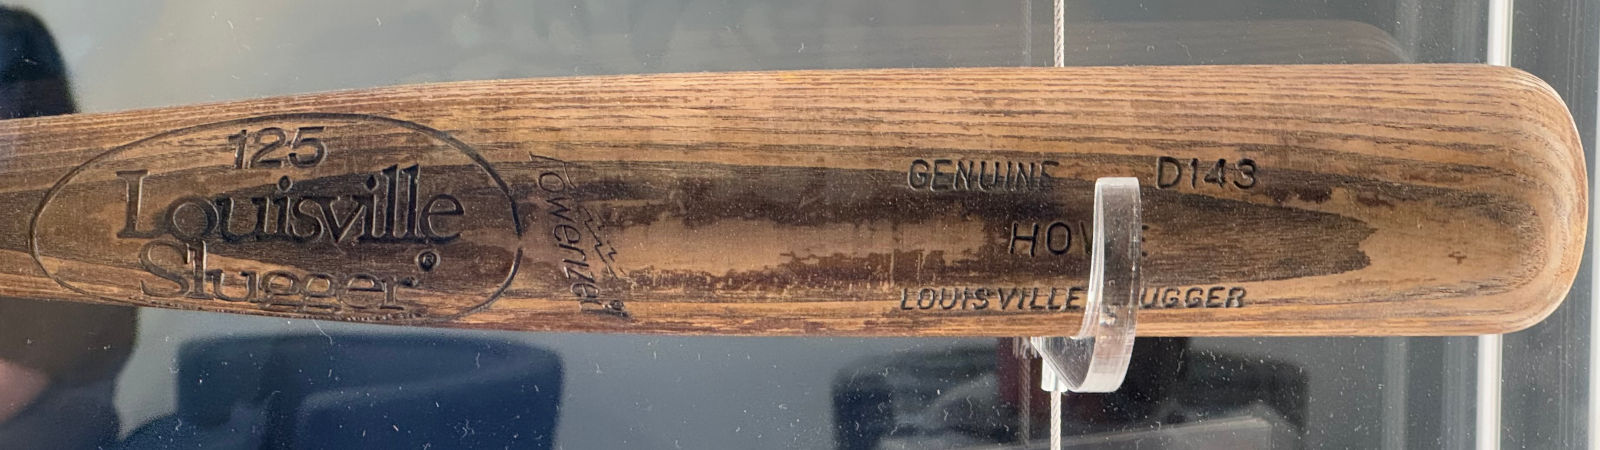 125
Louisville
Slugger®
Powerized
GENUINE D143
LOUISVILLE